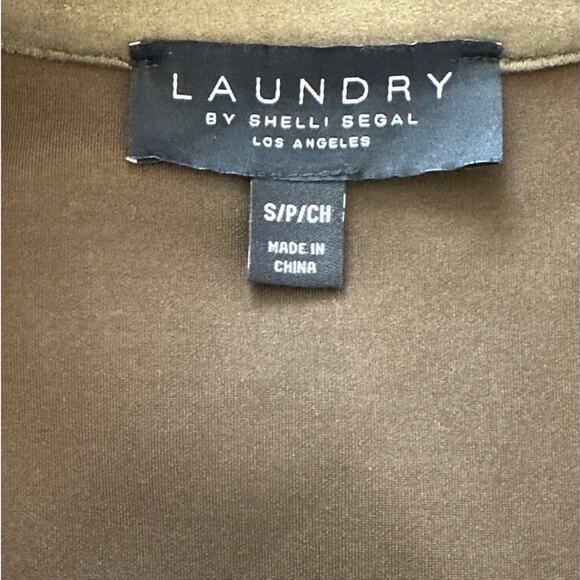 LAUNDRY
BY SHELLI SEGAL
LOS ANGELES
S/P/CH
MADE IN
CHINA